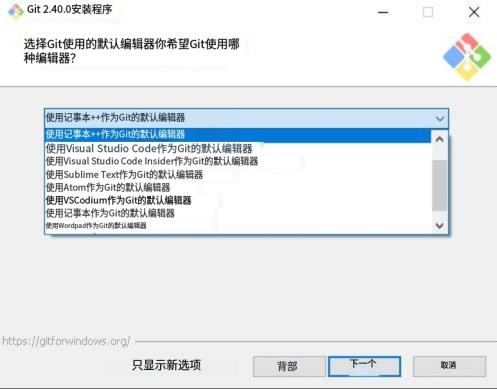 Git 2.40.0安装程序
选择Git使用的默认编辑器你希望Git使用哪
种编辑器?
使用记事本++作为Git的默认编辑器
使用记事本++作为Git的默认编辑器
使用Visual Studio Code作为Git的默认编辑器
使用Visual Studio Code Insider作为Git的默认编辑器
使用Sublime Text作为Git的默认编辑器
使用Atom作为Git的默认编辑器
使用VSCodium作为Git的默认编辑器
使用记事本作为Git的默认编辑器
使用Wordpad作为Git的默认编辑器
https://gitforwindows.org/
只显示新选项
背部
下一个
取消